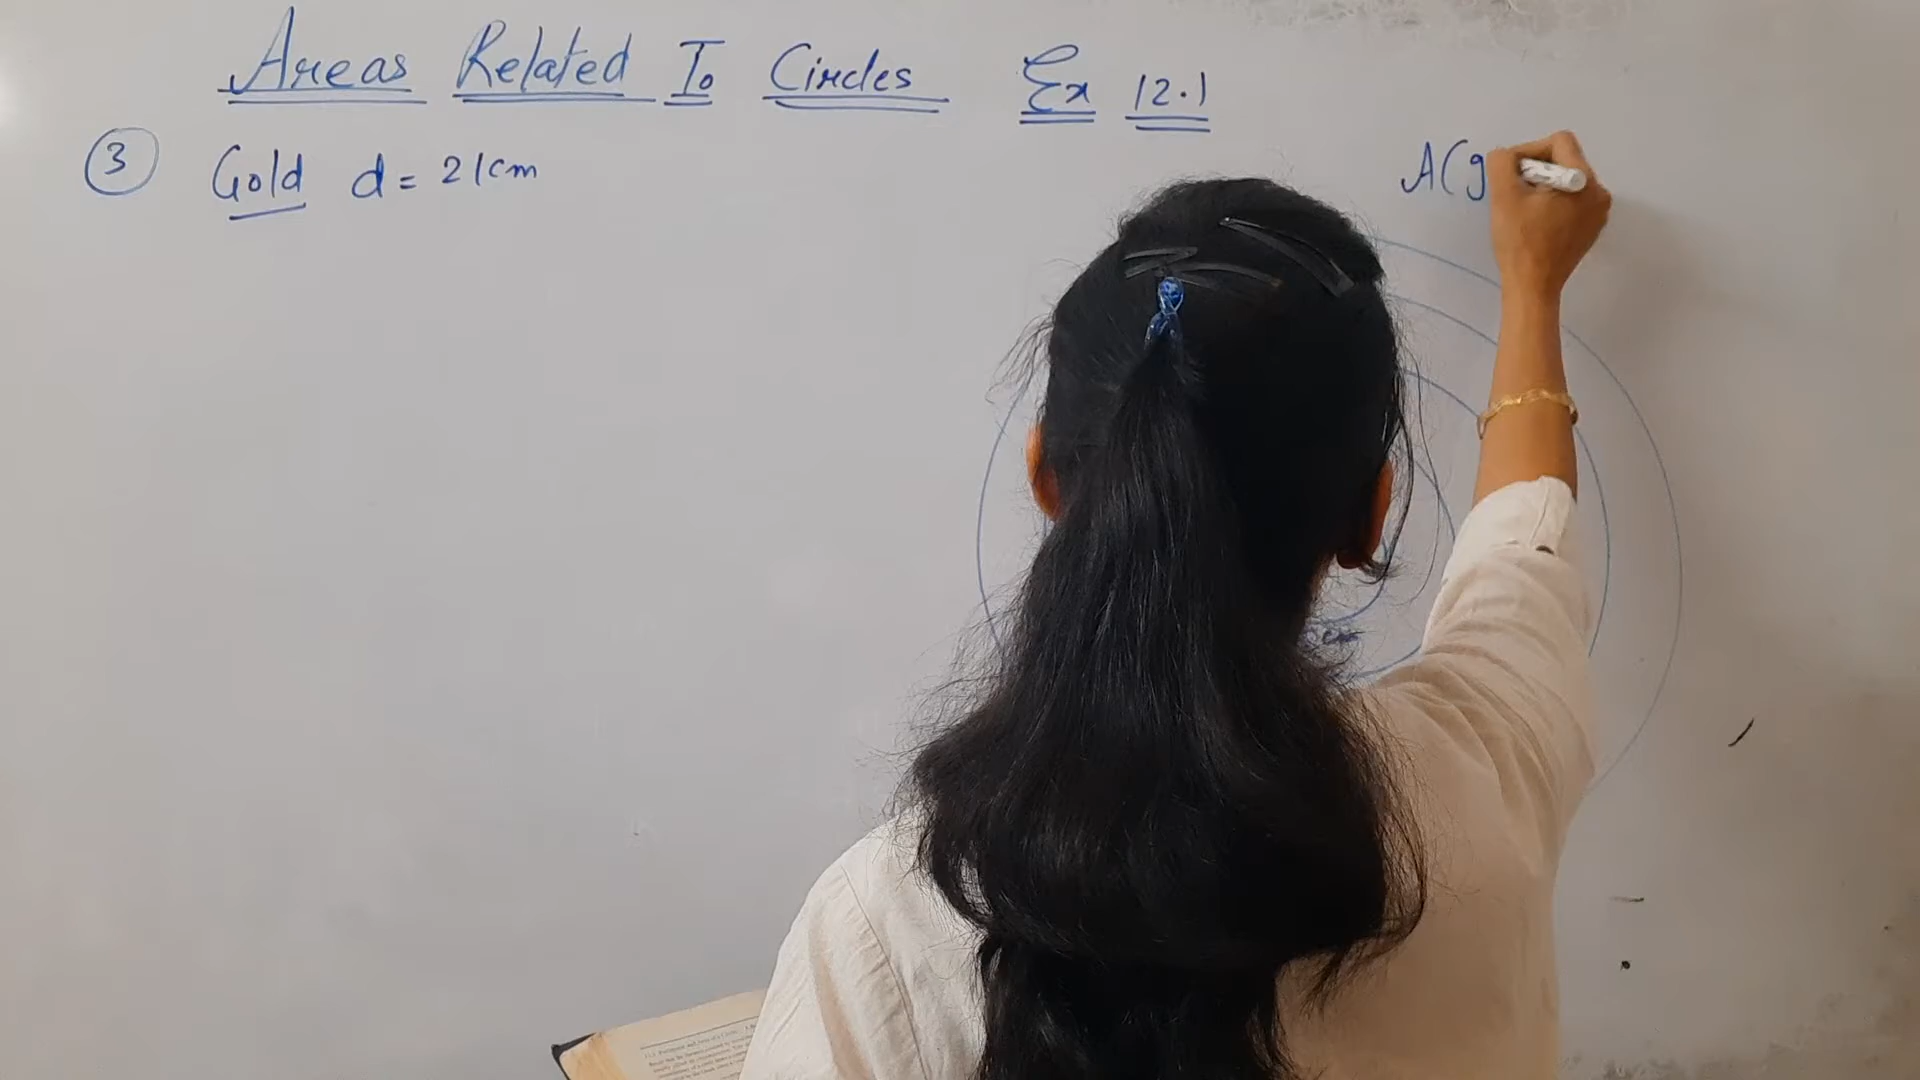 Areas Related To Circles Ex 12.1
3 Gold d = 21cm
A(g